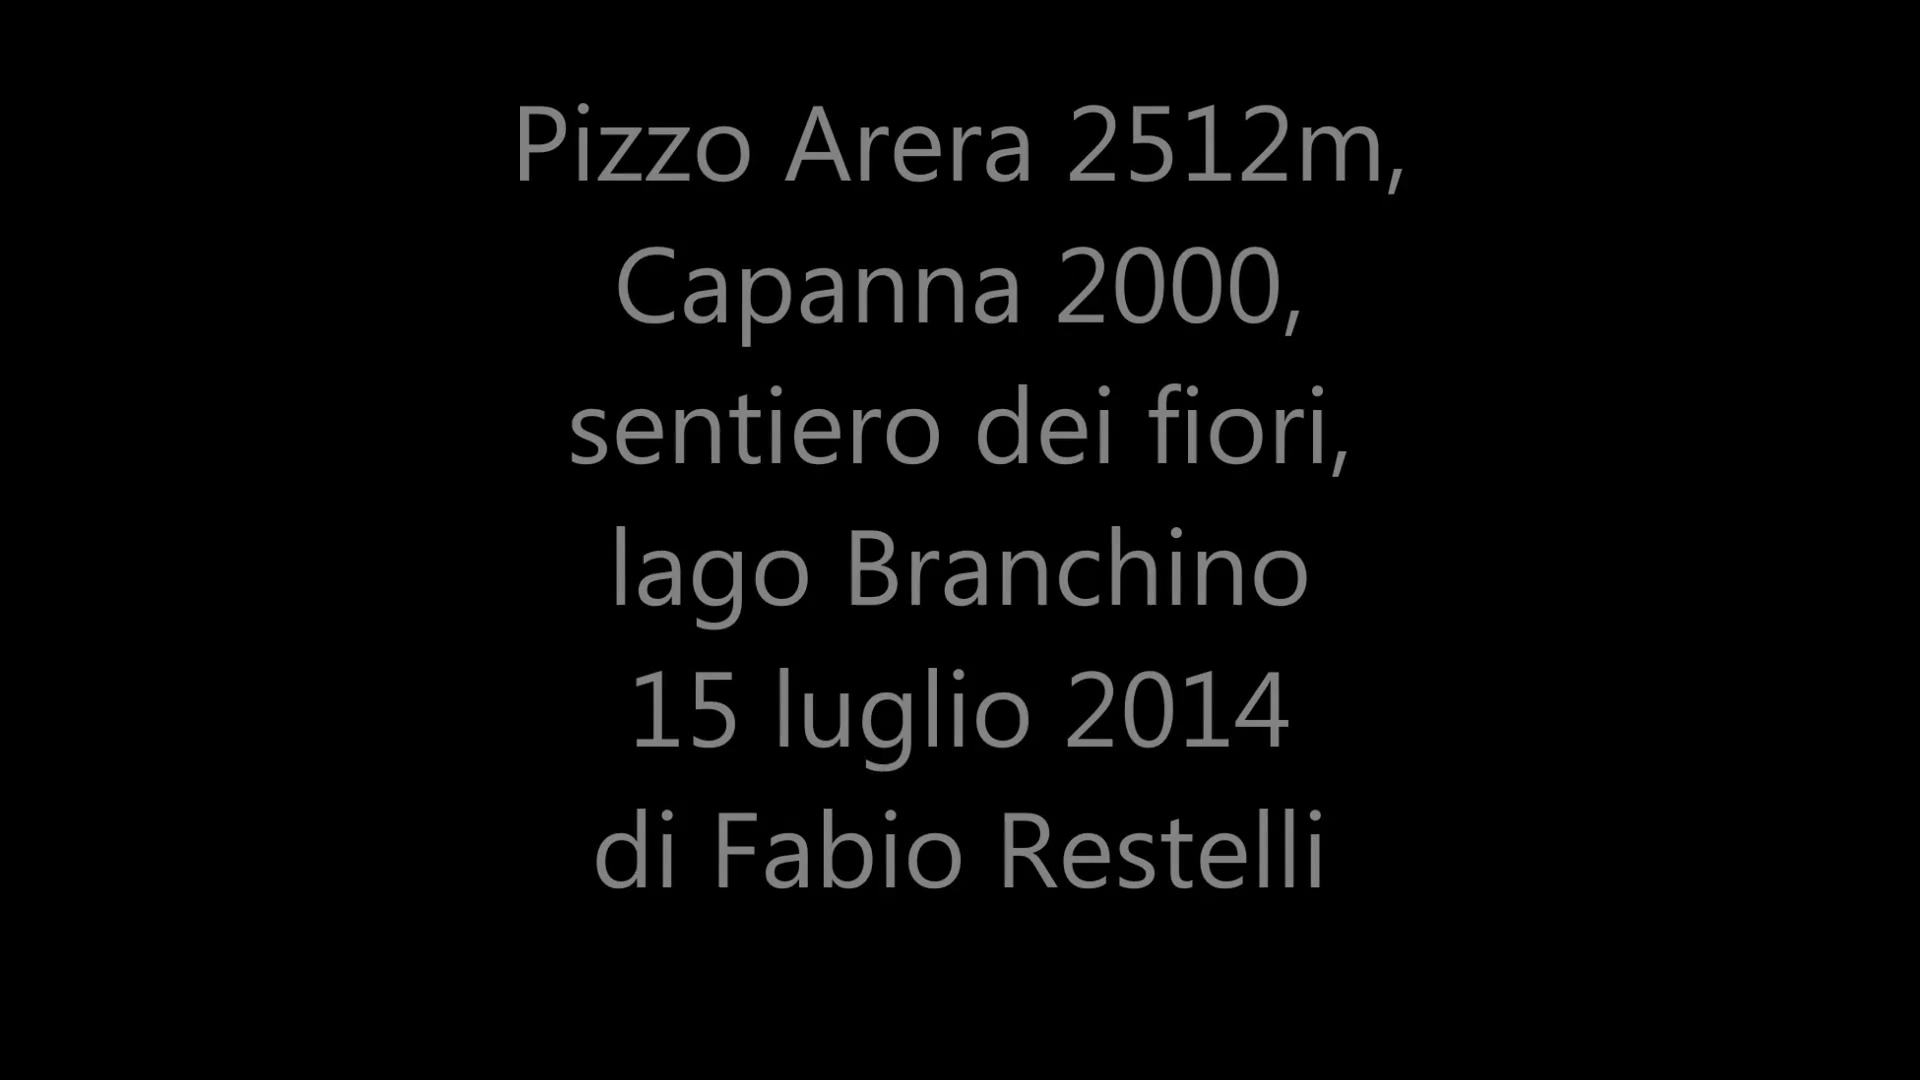 Pizzo Arera 2512m,
Capanna 2000,
sentiero dei fiori,
lago Branchino
15 luglio 2014
di Fabio Restelli